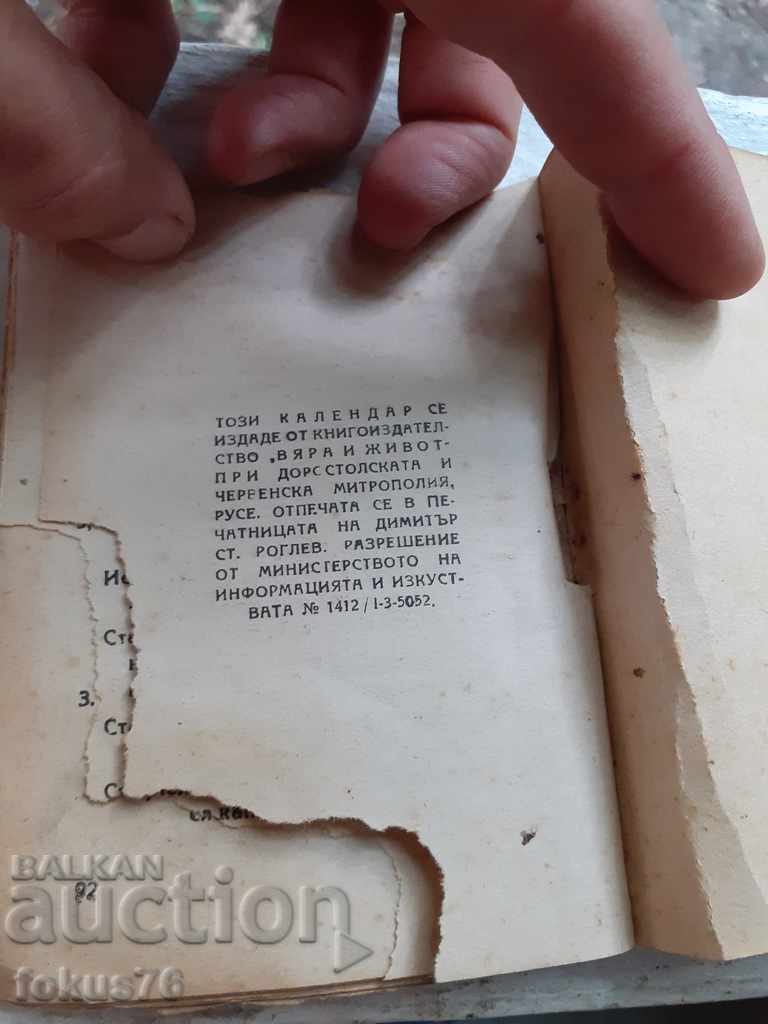 ТОЗИ КАЛЕНДАР СЕ
ИЗДАДЕ ОТ КНИГОИЗДАТЕЛ-
СТВО „ВЯРА И ЖИВОТ-
ПРИ ДОРОСТОЛСКАТА И
ЧЕРВЕНСКА МИТРОПОЛИЯ,
РУСЕ. ОТПЕЧАТА СЕ В ПЕ-
ЧАТНИЦАТА НА ДИМИТЪР
СТ. РОГЛЕВ. РАЗРЕШЕНИЕ
ОТ МИНИСТЕРСТВОТО НА
ИНФОРМАЦИЯТА И ИЗКУСТ-
ВАТА № 1412/I-3-5052.
3.
92
BALKAN
auction
fokus76